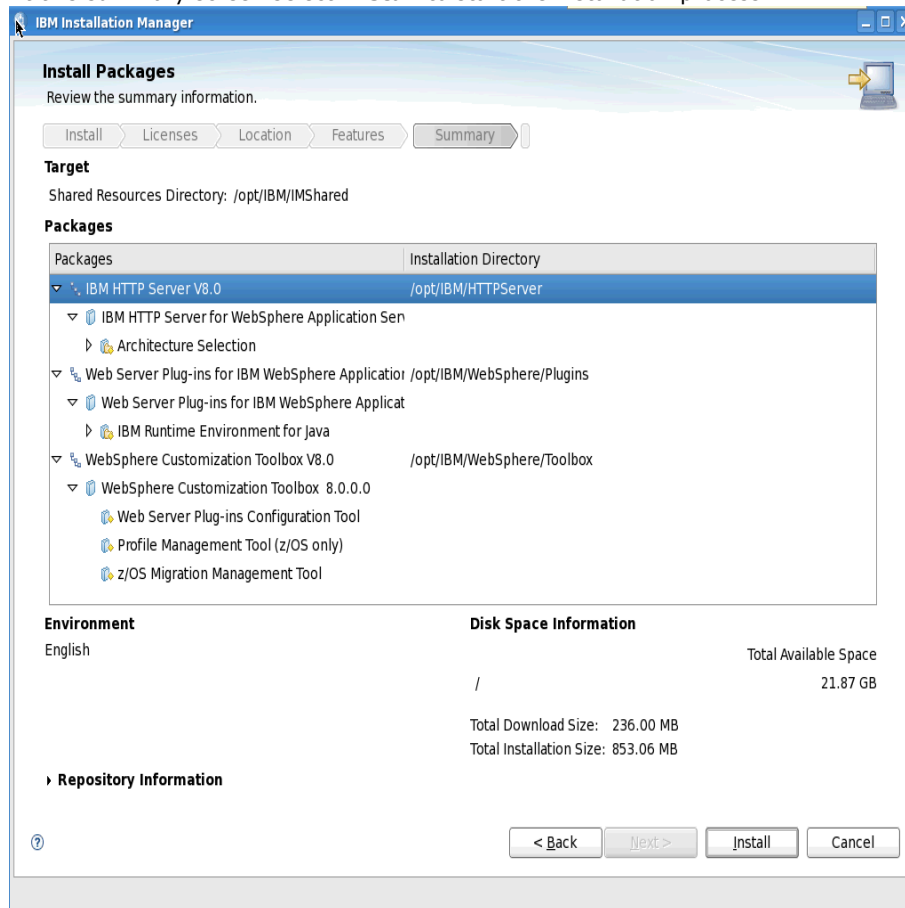 IBM Installation Manager
Install Packages
Review the summary information.
Install Licenses Location Features Summary
Target
Shared Resources Directory: /opt/IBM/IMShared
Packages
Packages Installation Directory
IBM HTTP Server V8.0 /opt/IBM/HTTPServer
IBM HTTP Server for WebSphere Application Serv
Architecture Selection
Web Server Plug-ins for IBM WebSphere Application /opt/IBM/WebSphere/Plugins
Web Server Plug-ins for IBM WebSphere Applicat
IBM Runtime Environment for Java
WebSphere Customization Toolbox V8.0 /opt/IBM/WebSphere/Toolbox
WebSphere Customization Toolbox 8.0.0.0
Web Server Plug-ins Configuration Tool
Profile Management Tool (z/OS only)
z/OS Migration Management Tool
Environment Disk Space Information
English
Total Available Space
/ 21.87 GB
Total Download Size: 236.00 MB
Total Installation Size: 853.06 MB
Repository Information
< Back Next > Install Cancel